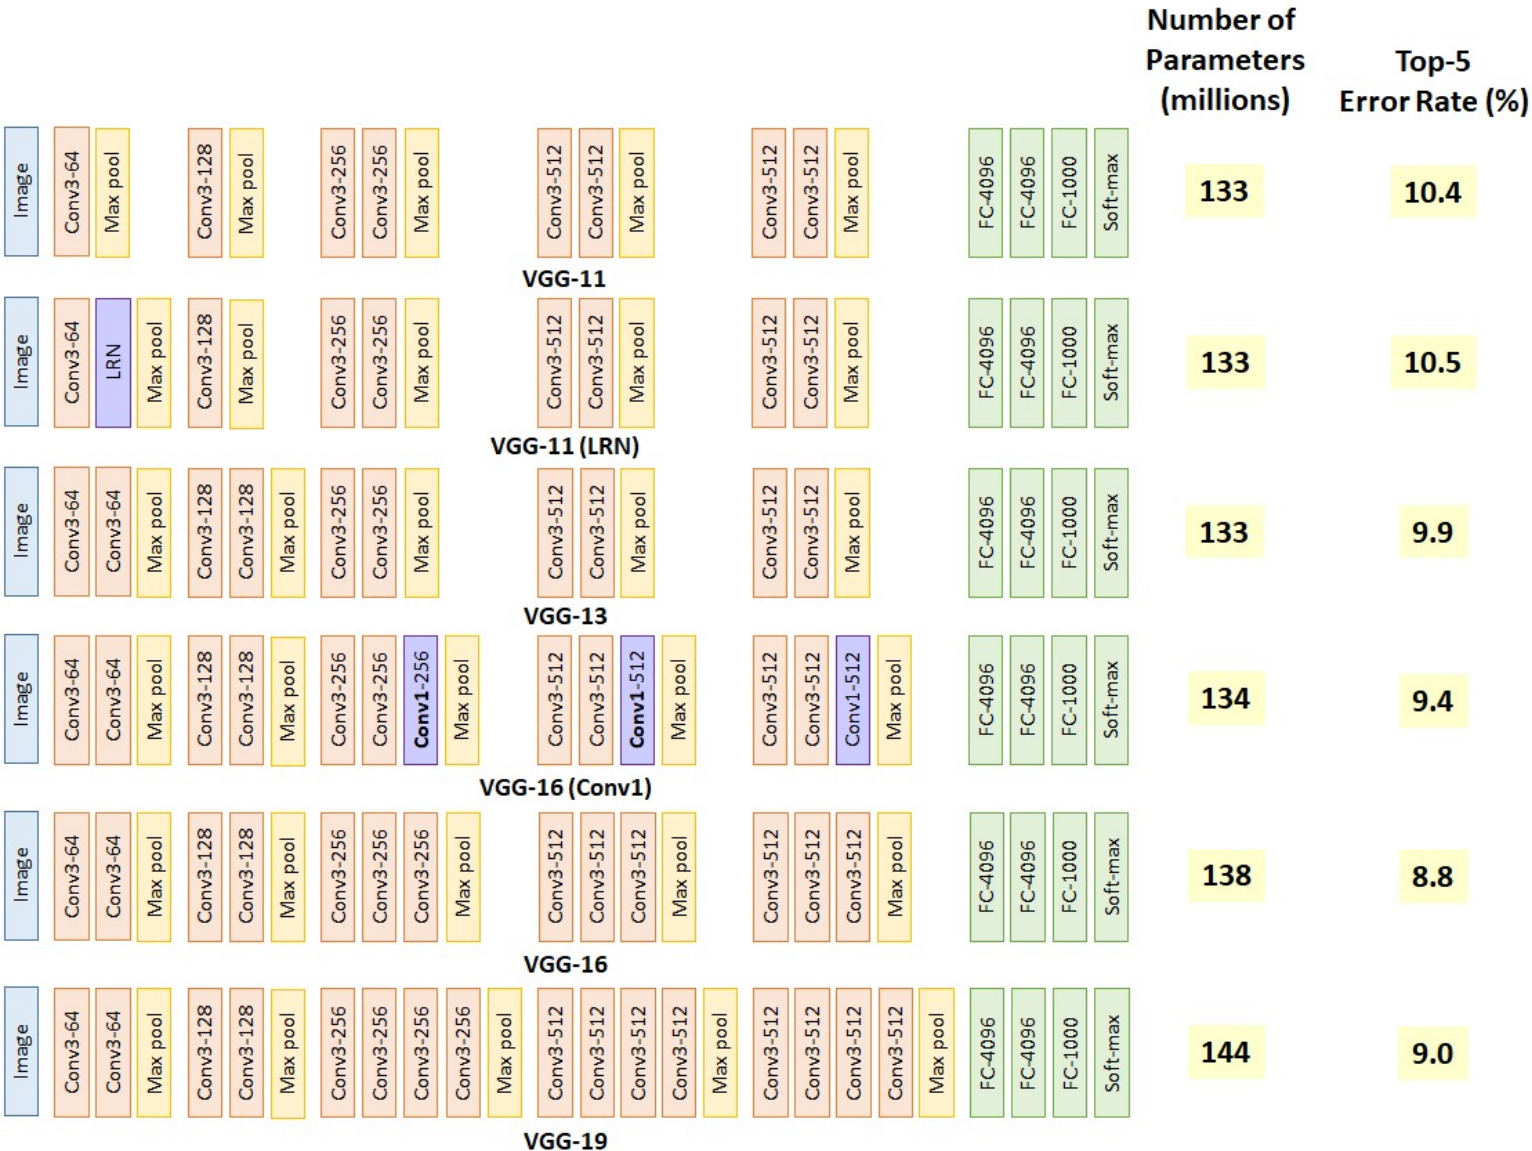 Number of
Parameters
(millions)
Top-5
Error Rate (%)
Image
Conv3-64
Max pool
Conv3-128
Max pool
Conv3-256
Conv3-256
Max pool
Conv3-512
Conv3-512
Max pool
Conv3-512
Conv3-512
Max pool
FC-4096
FC-4096
FC-1000
Soft-max
133
10.4
VGG-11
Image
Conv3-64
LRN
Max pool
Conv3-128
Max pool
Conv3-256
Conv3-256
Max pool
Conv3-512
Conv3-512
Max pool
Conv3-512
Conv3-512
Max pool
FC-4096
FC-4096
FC-1000
Soft-max
133
10.5
VGG-11 (LRN)
Image
Conv3-64
Conv3-64
Max pool
Conv3-128
Conv3-128
Max pool
Conv3-256
Conv3-256
Max pool
Conv3-512
Conv3-512
Max pool
Conv3-512
Conv3-512
Max pool
FC-4096
FC-4096
FC-1000
Soft-max
133
9.9
VGG-13
Image
Conv3-64
Conv3-64
Max pool
Conv3-128
Conv3-128
Max pool
Conv3-256
Conv3-256
Conv1-256
Max pool
Conv3-512
Conv3-512
Conv1-512
Max pool
Conv3-512
Conv3-512
Conv1-512
Max pool
FC-4096
FC-4096
FC-1000
Soft-max
134
9.4
VGG-16 (Conv1)
Image
Conv3-64
Conv3-64
Max pool
Conv3-128
Conv3-128
Max pool
Conv3-256
Conv3-256
Conv3-256
Max pool
Conv3-512
Conv3-512
Conv3-512
Max pool
Conv3-512
Conv3-512
Conv3-512
Max pool
FC-4096
FC-4096
FC-1000
Soft-max
138
8.8
VGG-16
Image
Conv3-64
Conv3-64
Max pool
Conv3-128
Conv3-128
Max pool
Conv3-256
Conv3-256
Conv3-256
Conv3-256
Max pool
Conv3-512
Conv3-512
Conv3-512
Conv3-512
Max pool
Conv3-512
Conv3-512
Conv3-512
Conv3-512
Max pool
FC-4096
FC-4096
FC-1000
Soft-max
144
9.0
VGG-19